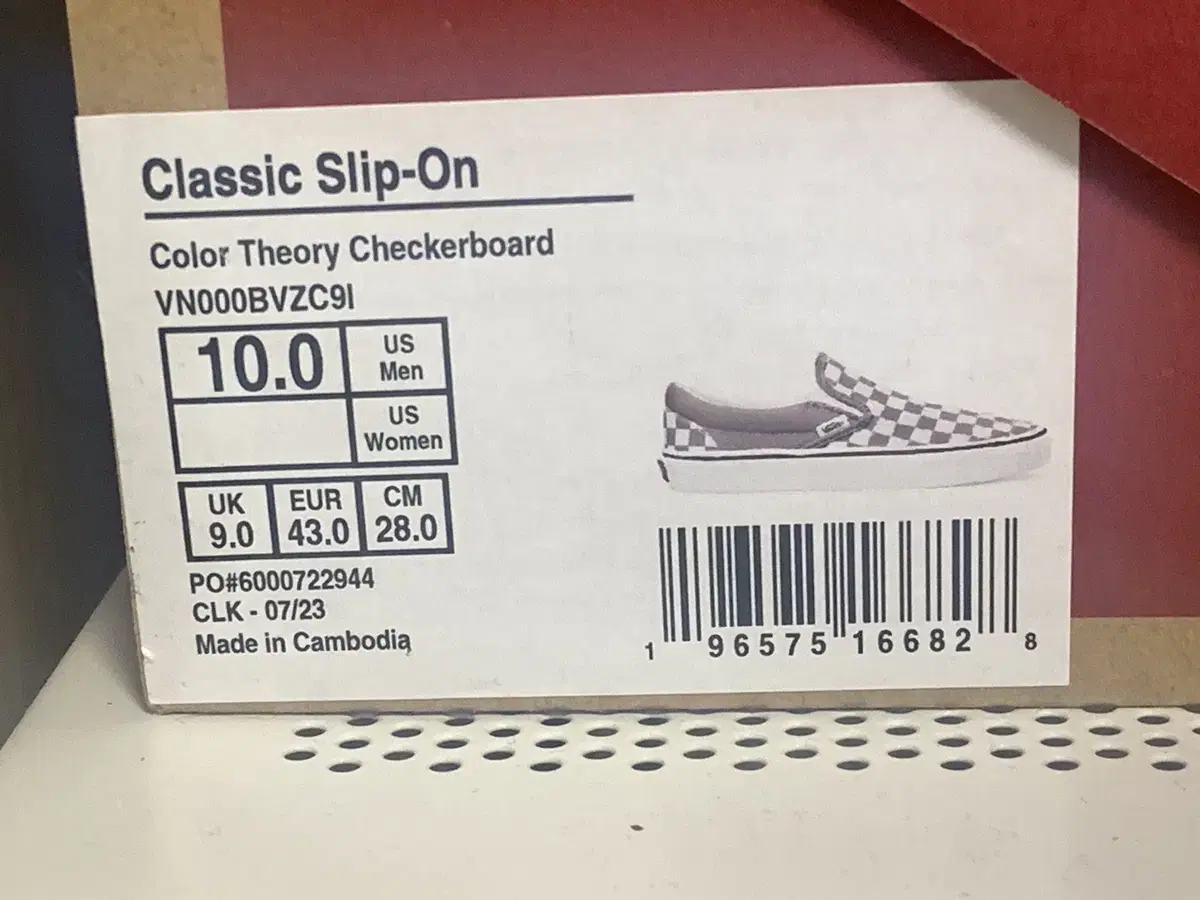 Classic Slip-On
Color Theory Checkerboard
VN000BVZC9I
10.0 US Men
US Women
UK EUR CM
9.0 43.0 28.0
PO#6000722944
CLK - 07/23
Made in Cambodia
1 96575 16682 8